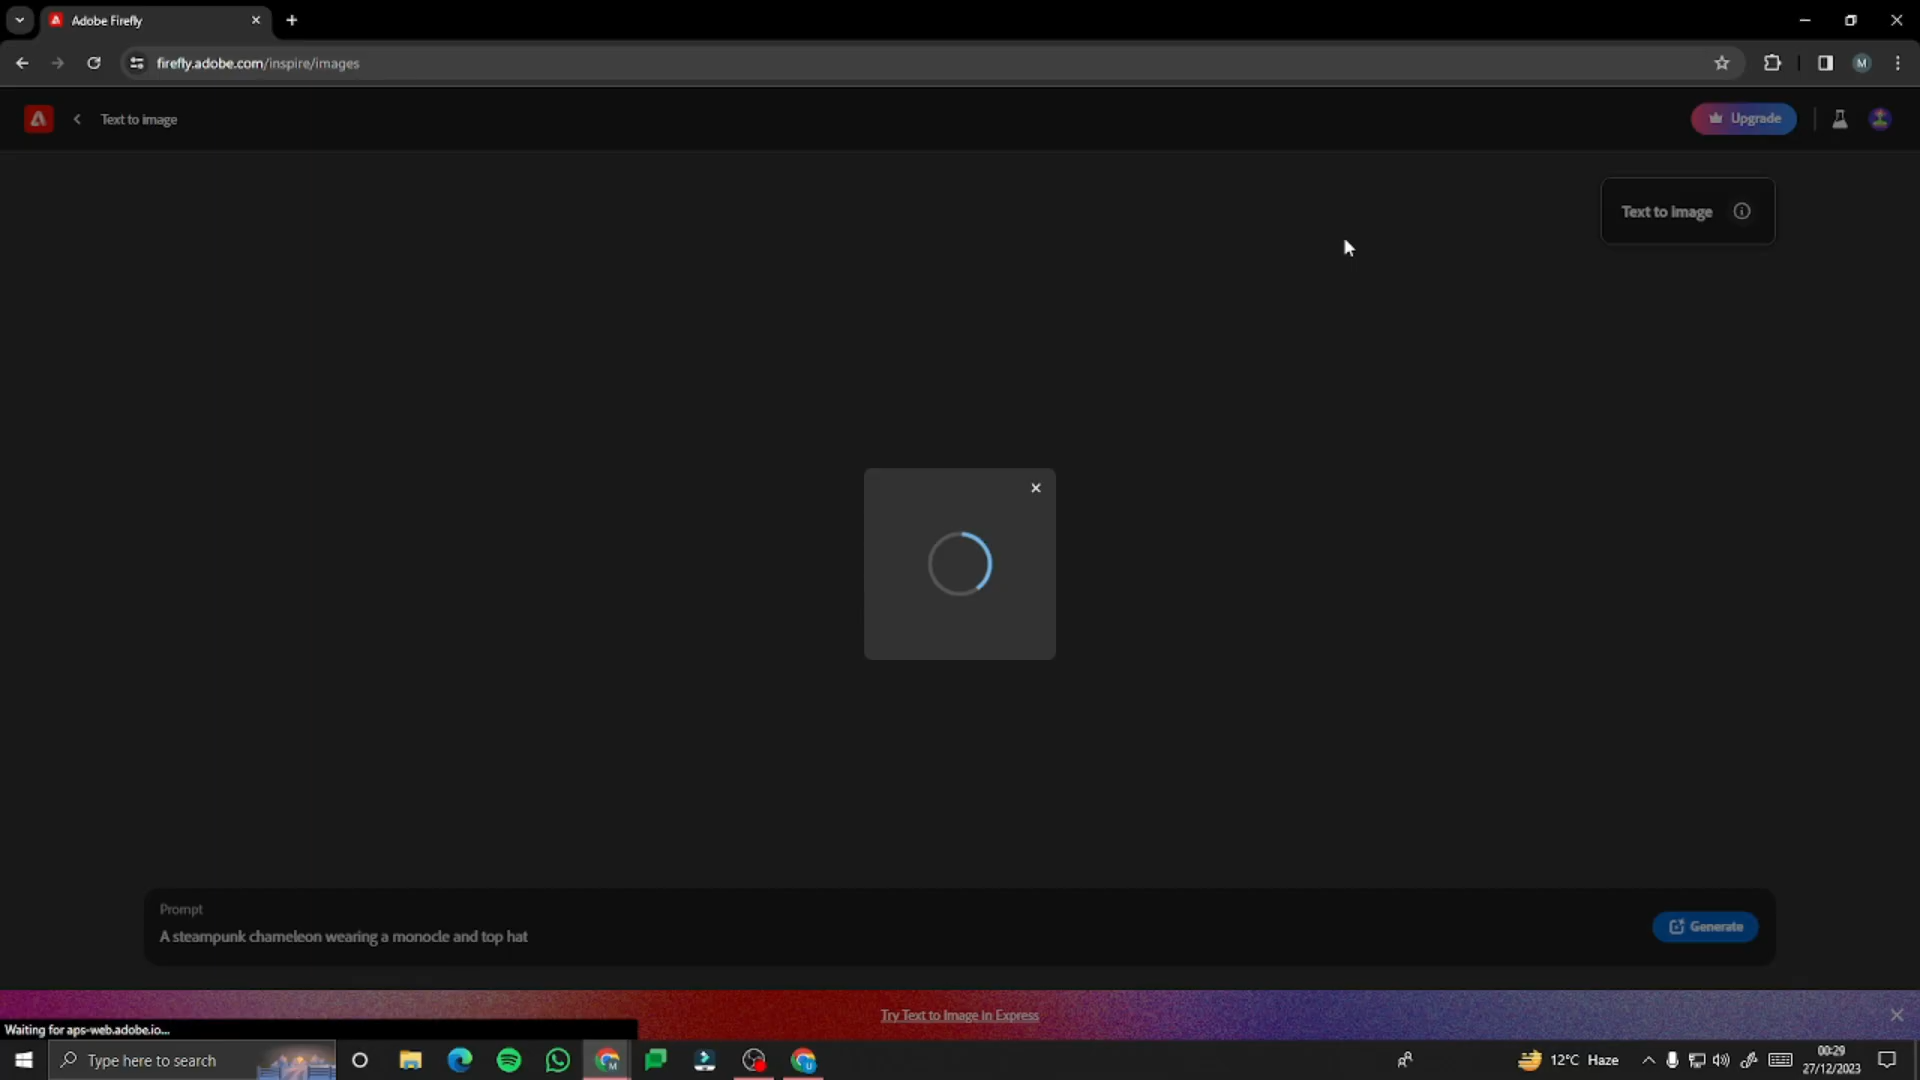 Adobe Firefly
firefly.adobe.com/inspire/images
M
Text to image
Upgrade
Text to Image
Prompt
A steampunk chameleon wearing a monocle and top hat
Generate
Try Text to Image in Express
Waiting for aps-web.adobe.io...
Type here to search
12°C Haze
00:29
27/12/2023